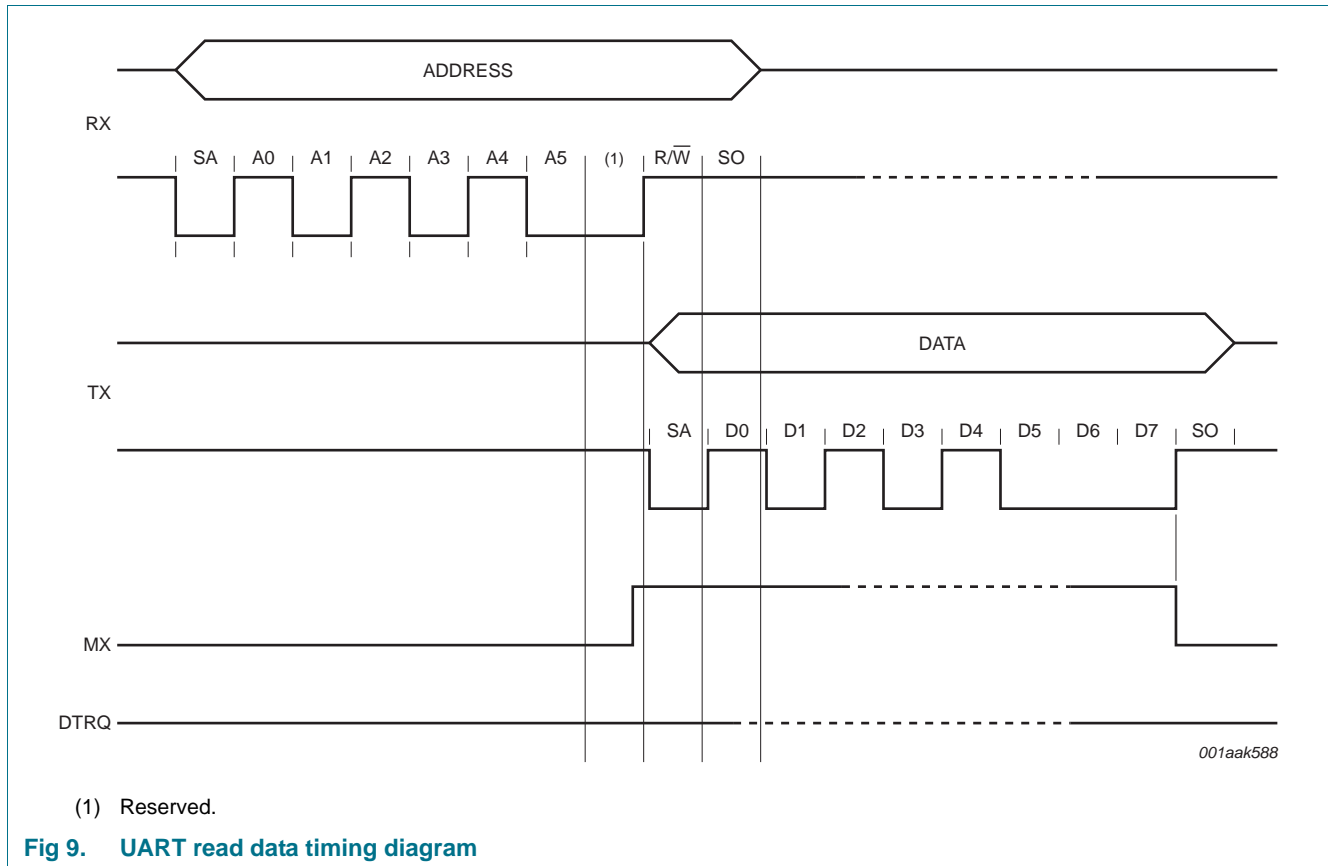 ADDRESS
RX
SA A0 A1 A2 A3 A4 A5 (1) R/W̅ SO
DATA
TX
SA D0 D1 D2 D3 D4 D5 D6 D7 SO
MX
DTRQ
001aak588
(1) Reserved.
Fig 9. UART read data timing diagram